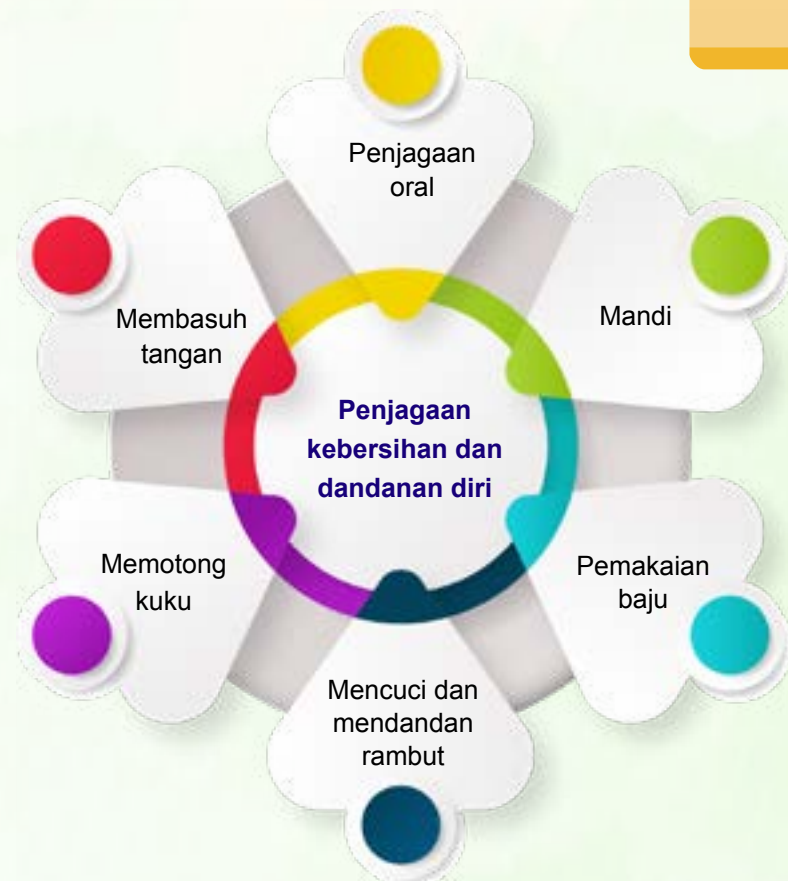 Penjagaan
oral
Mandi
Pemakaian
baju
Mencuci dan
mendandan
rambut
Memotong
kuku
Membasuh
tangan
Penjagaan
kebersihan dan
dandanan diri